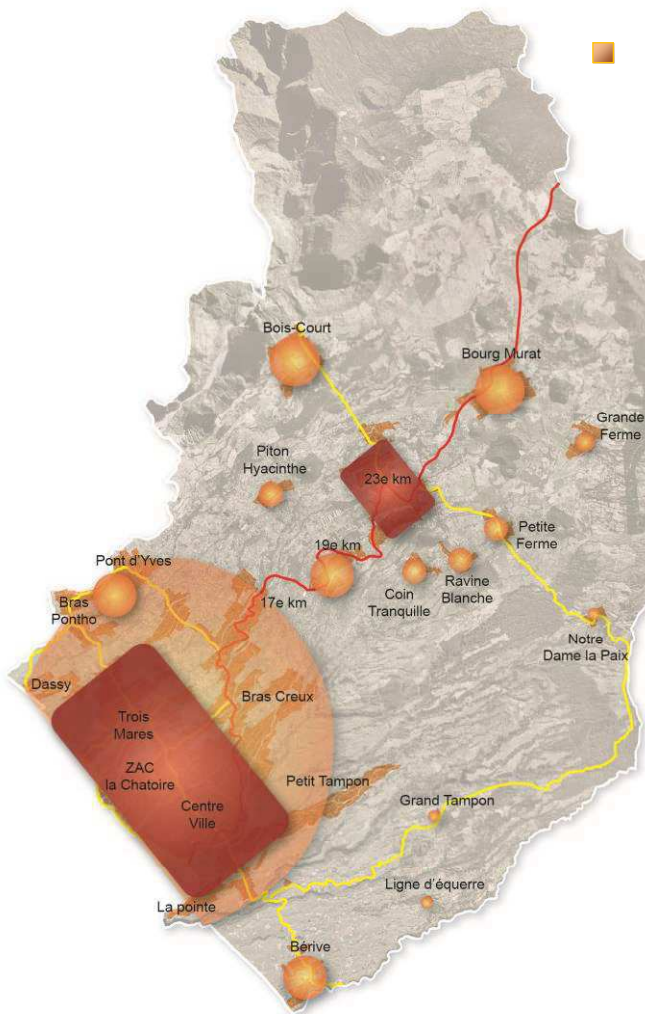 Bois-Court
Bourg Murat
Grande
Ferme
Piton
Hyacinthe
23e km
Petite
Ferme
19e km
Pont d'Yves
Coin
Tranquille
Ravine
Blanche
17e km
Bras
Pontho
Notre
Dame la Paix
Dassy
Bras Creux
Trois
Mares
ZAC
la Chatoire
Petit Tampon
Centre
Ville
Grand Tampon
Ligne d'équerre
La pointe
Bérive